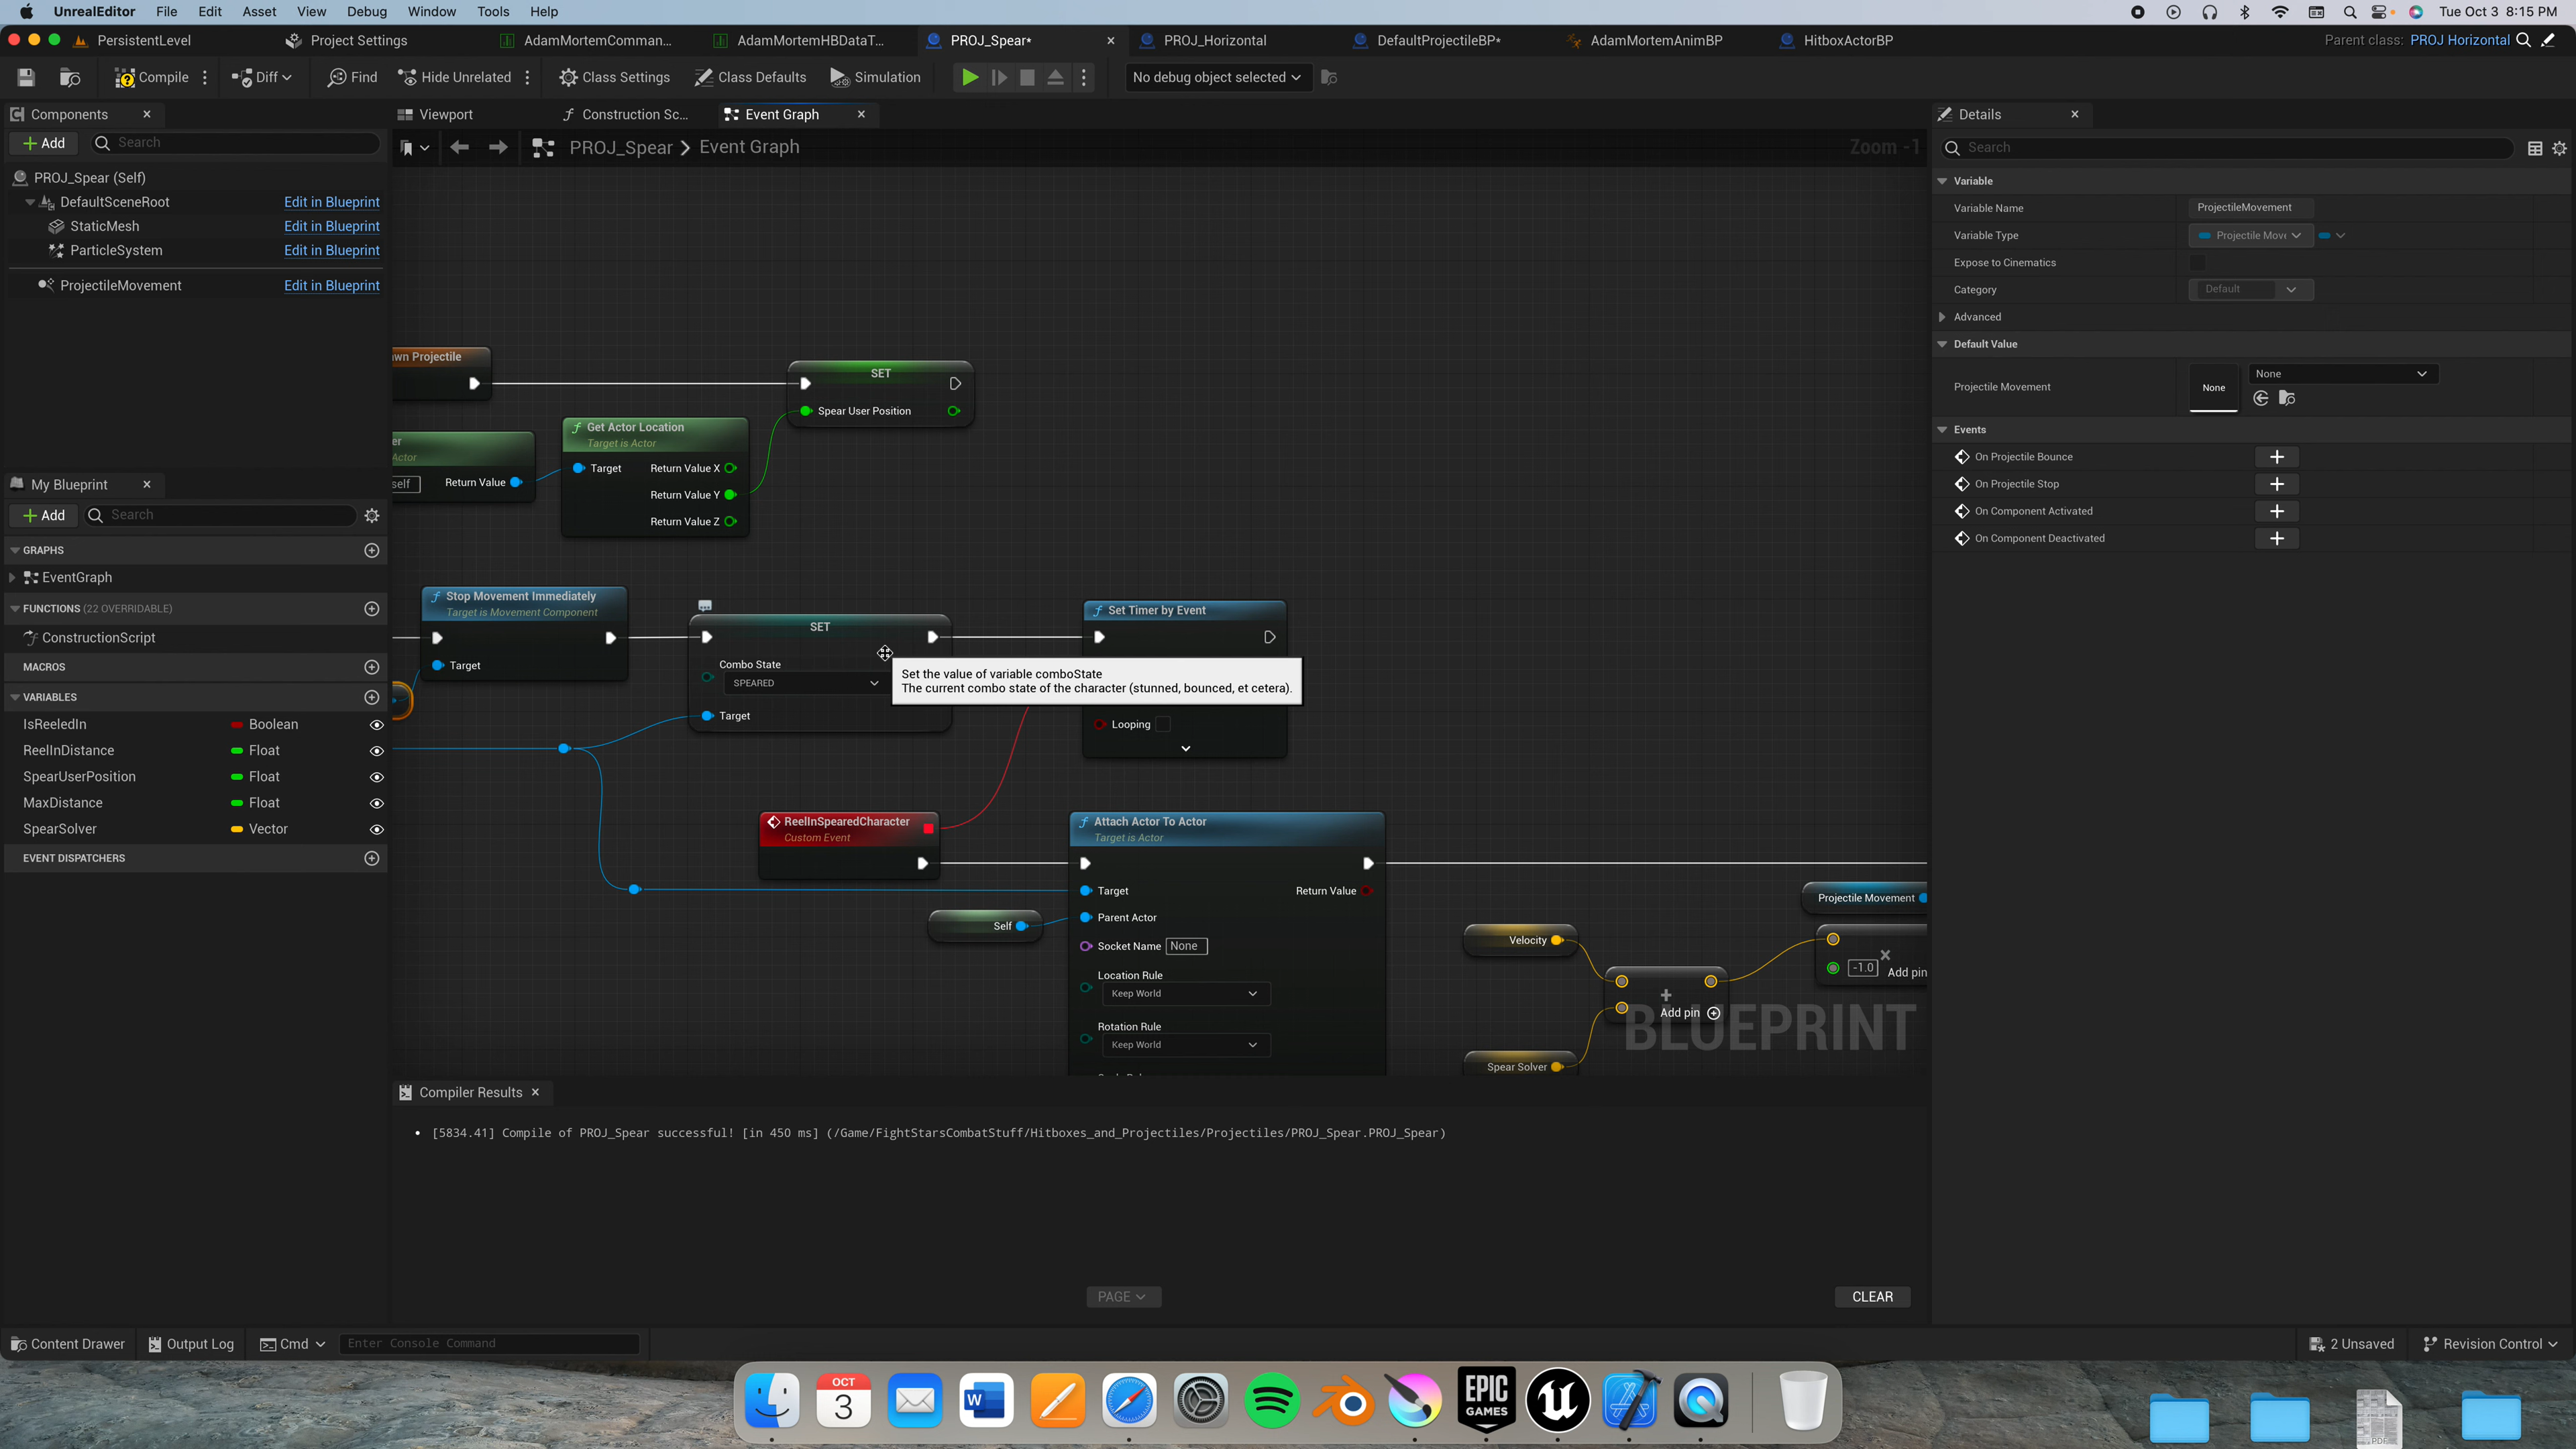 UnrealEditor File Edit Asset View Debug Window Tools Help Tue Oct 3 8:15 PM
PersistentLevel Project Settings AdamMortemComman... AdamMortemHBDataT... PROJ_Spear* PROJ_Horizontal DefaultProjectileBP* AdamMortemAnimBP HitboxActorBP Parent class: PROJ Horizontal
Compile Diff Find Hide Unrelated Class Settings Class Defaults Simulation No debug object selected
Components
Add Search
PROJ_Spear (Self)
DefaultSceneRoot Edit in Blueprint
StaticMesh Edit in Blueprint
ParticleSystem Edit in Blueprint
ProjectileMovement Edit in Blueprint
My Blueprint
Add Search
GRAPHS
EventGraph
FUNCTIONS (22 OVERRIDABLE)
ConstructionScript
MACROS
VARIABLES
IsReeledIn Boolean
ReelInDistance Float
SpearUserPosition Float
MaxDistance Float
SpearSolver Vector
EVENT DISPATCHERS
Viewport Construction Sc... Event Graph
PROJ_Spear > Event Graph Zoom -1
wn Projectile
SET
Spear User Position
er
Actor
self Return Value
Get Actor Location
Target is Actor
Target Return Value X
Return Value Y
Return Value Z
Stop Movement Immediately
Target is Movement Component
Target
SET
Combo State
SPEARED
Target
Set Timer by Event
Set the value of variable comboState
The current combo state of the character (stunned, bounced, et cetera).
Looping
ReelInSpearedCharacter
Custom Event
Attach Actor To Actor
Target is Actor
Target Return Value
Parent Actor
Self
Socket Name None
Location Rule
Keep World
Rotation Rule
Keep World
Velocity
Add pin
Spear Solver
Projectile Movement
-1.0 Add pin
BLUEPRINT
Compiler Results
[5834.41] Compile of PROJ_Spear successful! [in 450 ms] (/Game/FightStarsCombatStuff/Hitboxes_and_Projectiles/Projectiles/PROJ_Spear.PROJ_Spear)
PAGE CLEAR
Details
Search
Variable
Variable Name ProjectileMovement
Variable Type Projectile Move
Expose to Cinematics
Category Default
Advanced
Default Value
Projectile Movement None None
Events
On Projectile Bounce
On Projectile Stop
On Component Activated
On Component Deactivated
Content Drawer Output Log Cmd Enter Console Command 2 Unsaved Revision Control
OCT
3
W
EPIC
GAMES
PDF